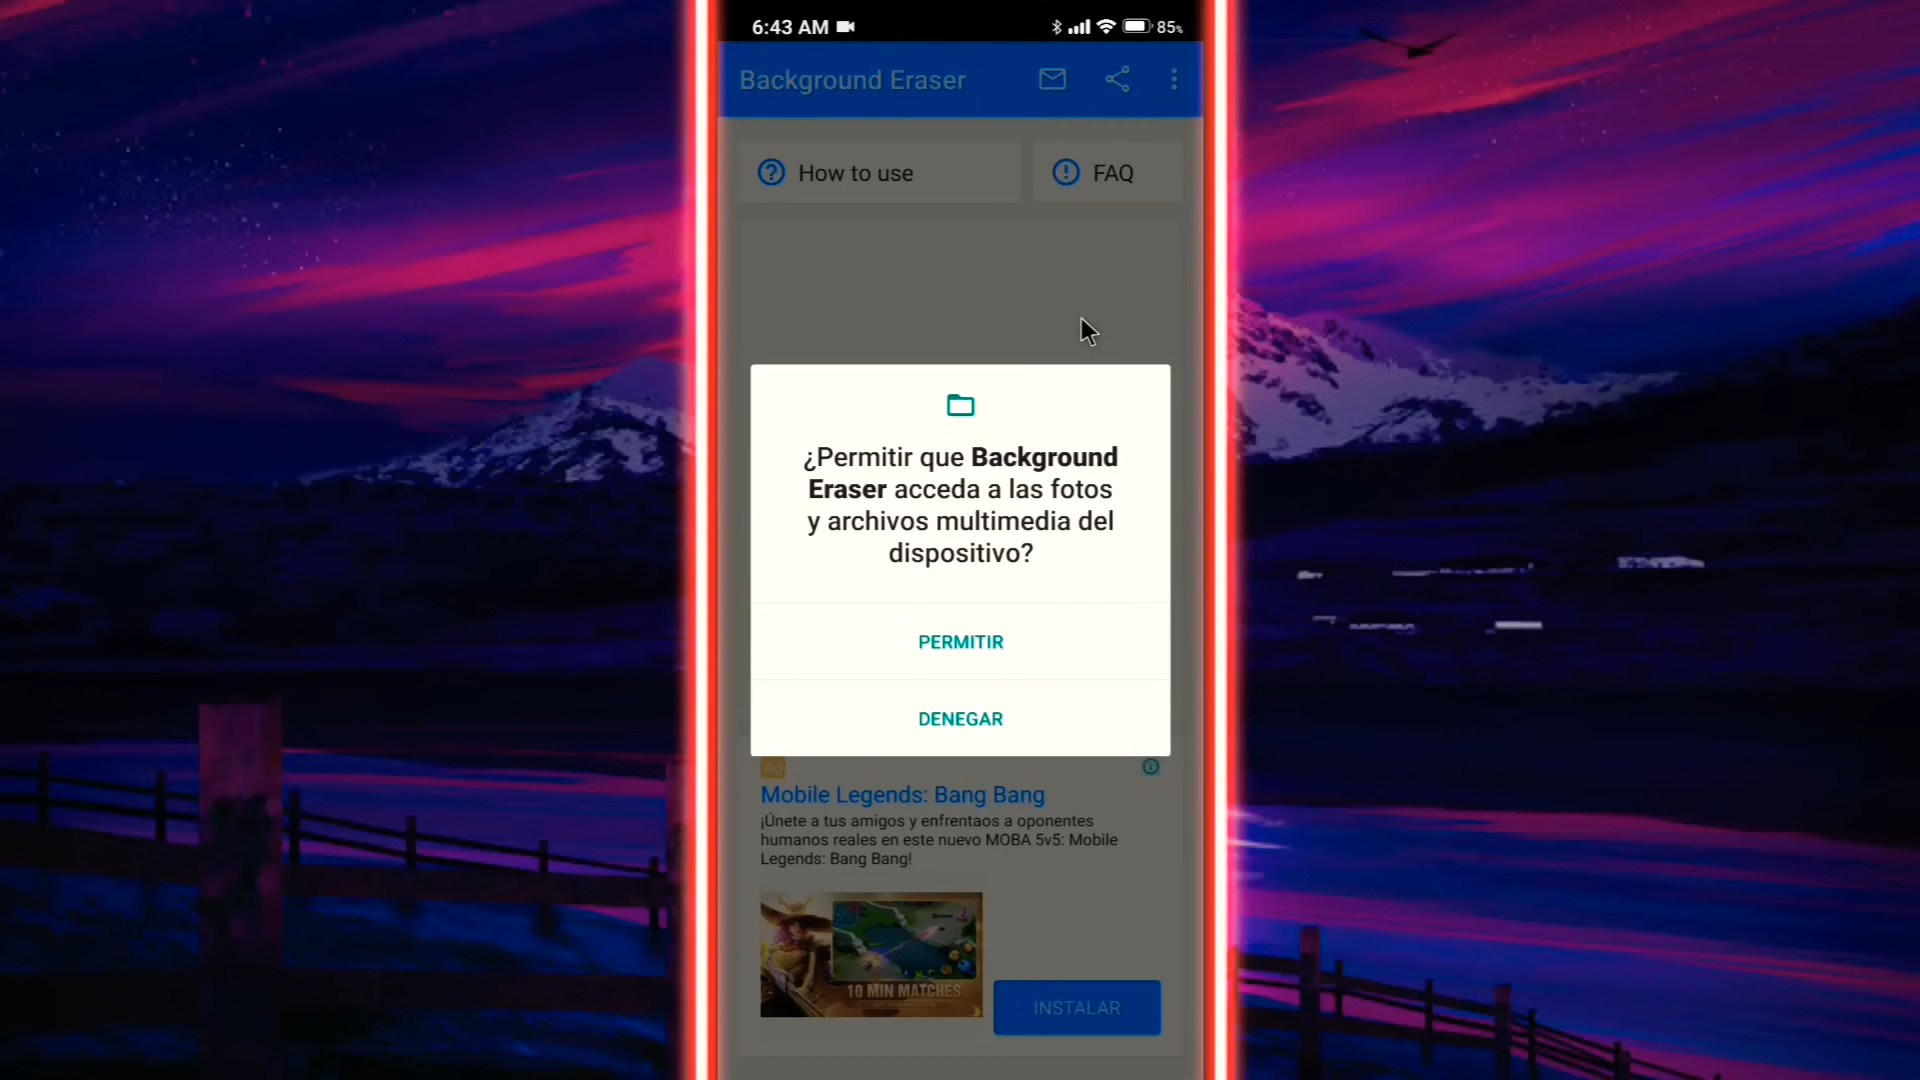 6:43 AM
85%
Background Eraser
How to use
FAQ
¿Permitir que Background
Eraser acceda a las fotos
y archivos multimedia del
dispositivo?
PERMITIR
DENEGAR
Ad
Mobile Legends: Bang Bang
¡Únete a tus amigos y enfrentaos a oponentes
humanos reales en este nuevo MOBA 5v5: Mobile
Legends: Bang Bang!
10 MIN MATCHES
INSTALAR